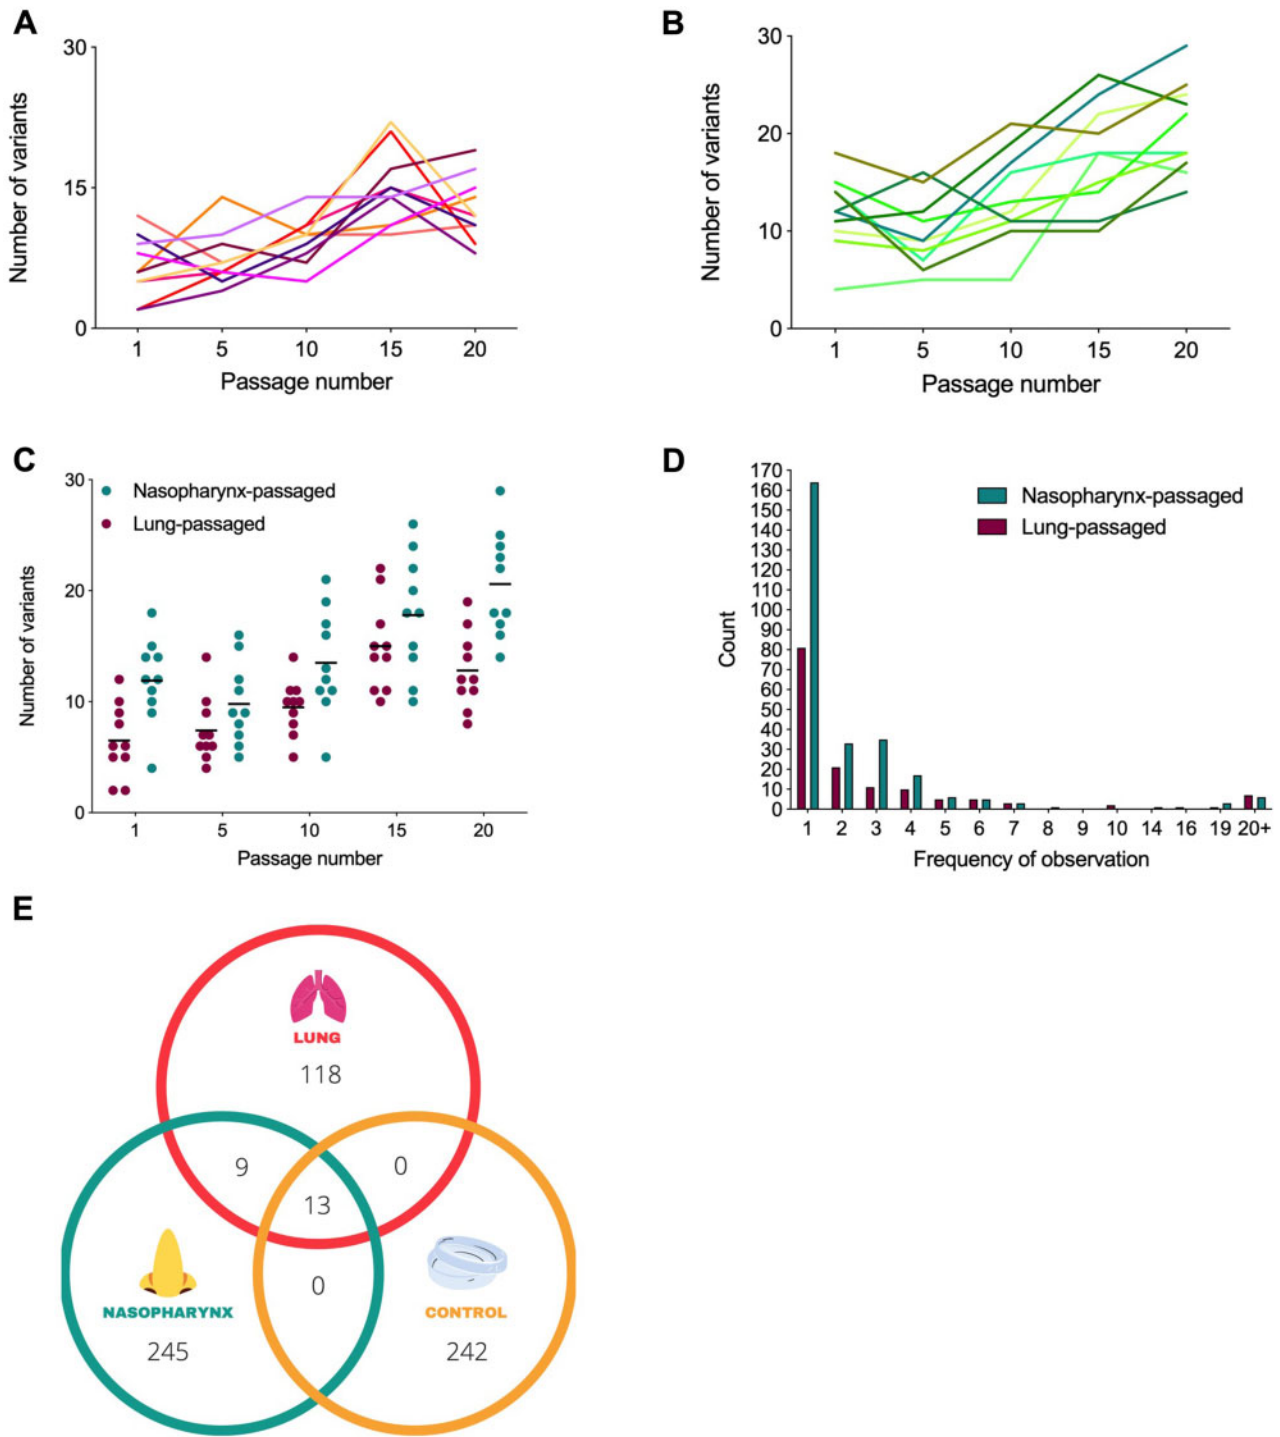 A
30
15
0
Number of variants
1 5 10 15 20
Passage number
B
30
20
10
0
Number of variants
1 5 10 15 20
Passage number
C
30
20
10
0
Number of variants
Nasopharynx-passaged
Lung-passaged
1 5 10 15 20
Passage number
D
170
160
150
140
130
120
110
100
90
80
70
60
50
40
30
20
10
0
Count
Nasopharynx-passaged
Lung-passaged
1 2 3 4 5 6 7 8 9 10 14 16 19 20+
Frequency of observation
E
LUNG
118
9
0
13
0
NASOPHARYNX
245
CONTROL
242